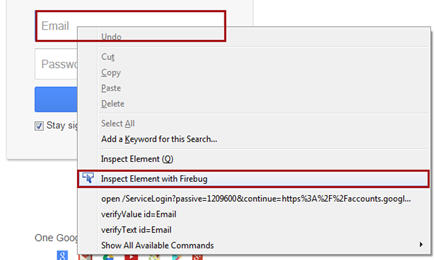 Email
Undo
Cut
Copy
Passwo
Paste
Delete
Select All
Stay sig
Add a Keyword for this Search...
Inspect Element (Q)
Inspect Element with Firebug
open /ServiceLogin?passive=1209600&continue=https%3A%2F%2Faccounts.googl...
verifyValue id=Email
verifyText id=Email
One Goog
Show All Available Commands